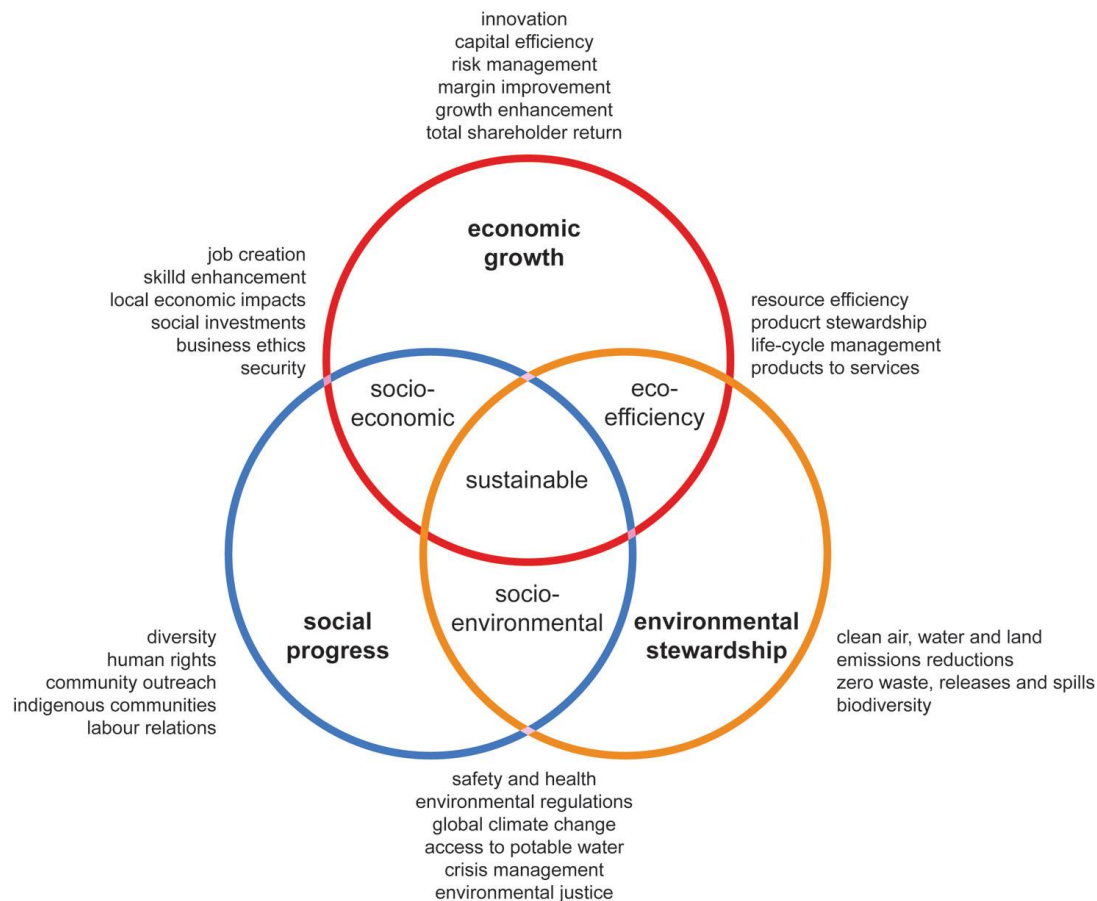 innovation
capital efficiency
risk management
margin improvement
growth enhancement
total shareholder return
economic
growth
job creation
skilld enhancement
local economic impacts
social investments
business ethics
security
resource efficiency
producrt stewardship
life-cycle management
products to services
socio-
economic
eco-
efficiency
sustainable
socio-
environmental
social
progress
environmental
stewardship
diversity
human rights
community outreach
indigenous communities
labour relations
clean air, water and land
emissions reductions
zero waste, releases and spills
biodiversity
safety and health
environmental regulations
global climate change
access to potable water
crisis management
environmental justice